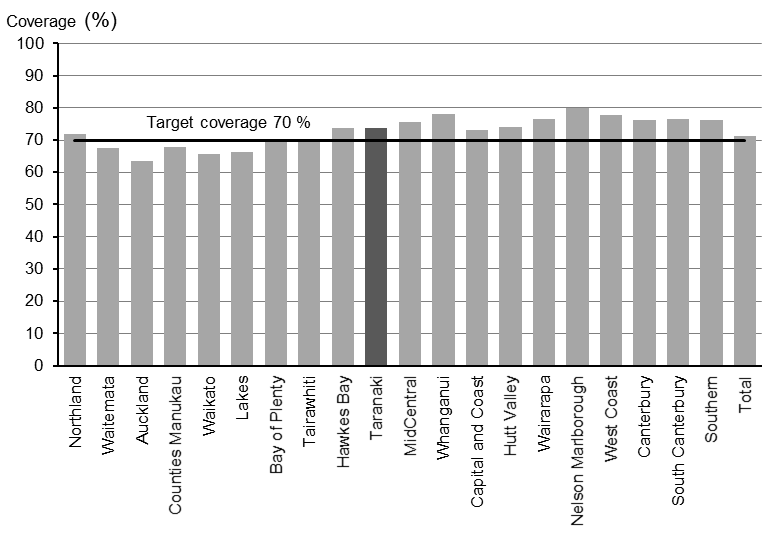 Coverage (%)
100
90
80
70
60
50
40
30
20
10
0
Target coverage 70 %
Northland
Waitemata
Auckland
Counties Manukau
Waikato
Lakes
Bay of Plenty
Tairawhiti
Hawkes Bay
Taranaki
MidCentral
Whanganui
Capital and Coast
Hutt Valley
Wairarapa
Nelson Marlborough
West Coast
Canterbury
South Canterbury
Southern
Total